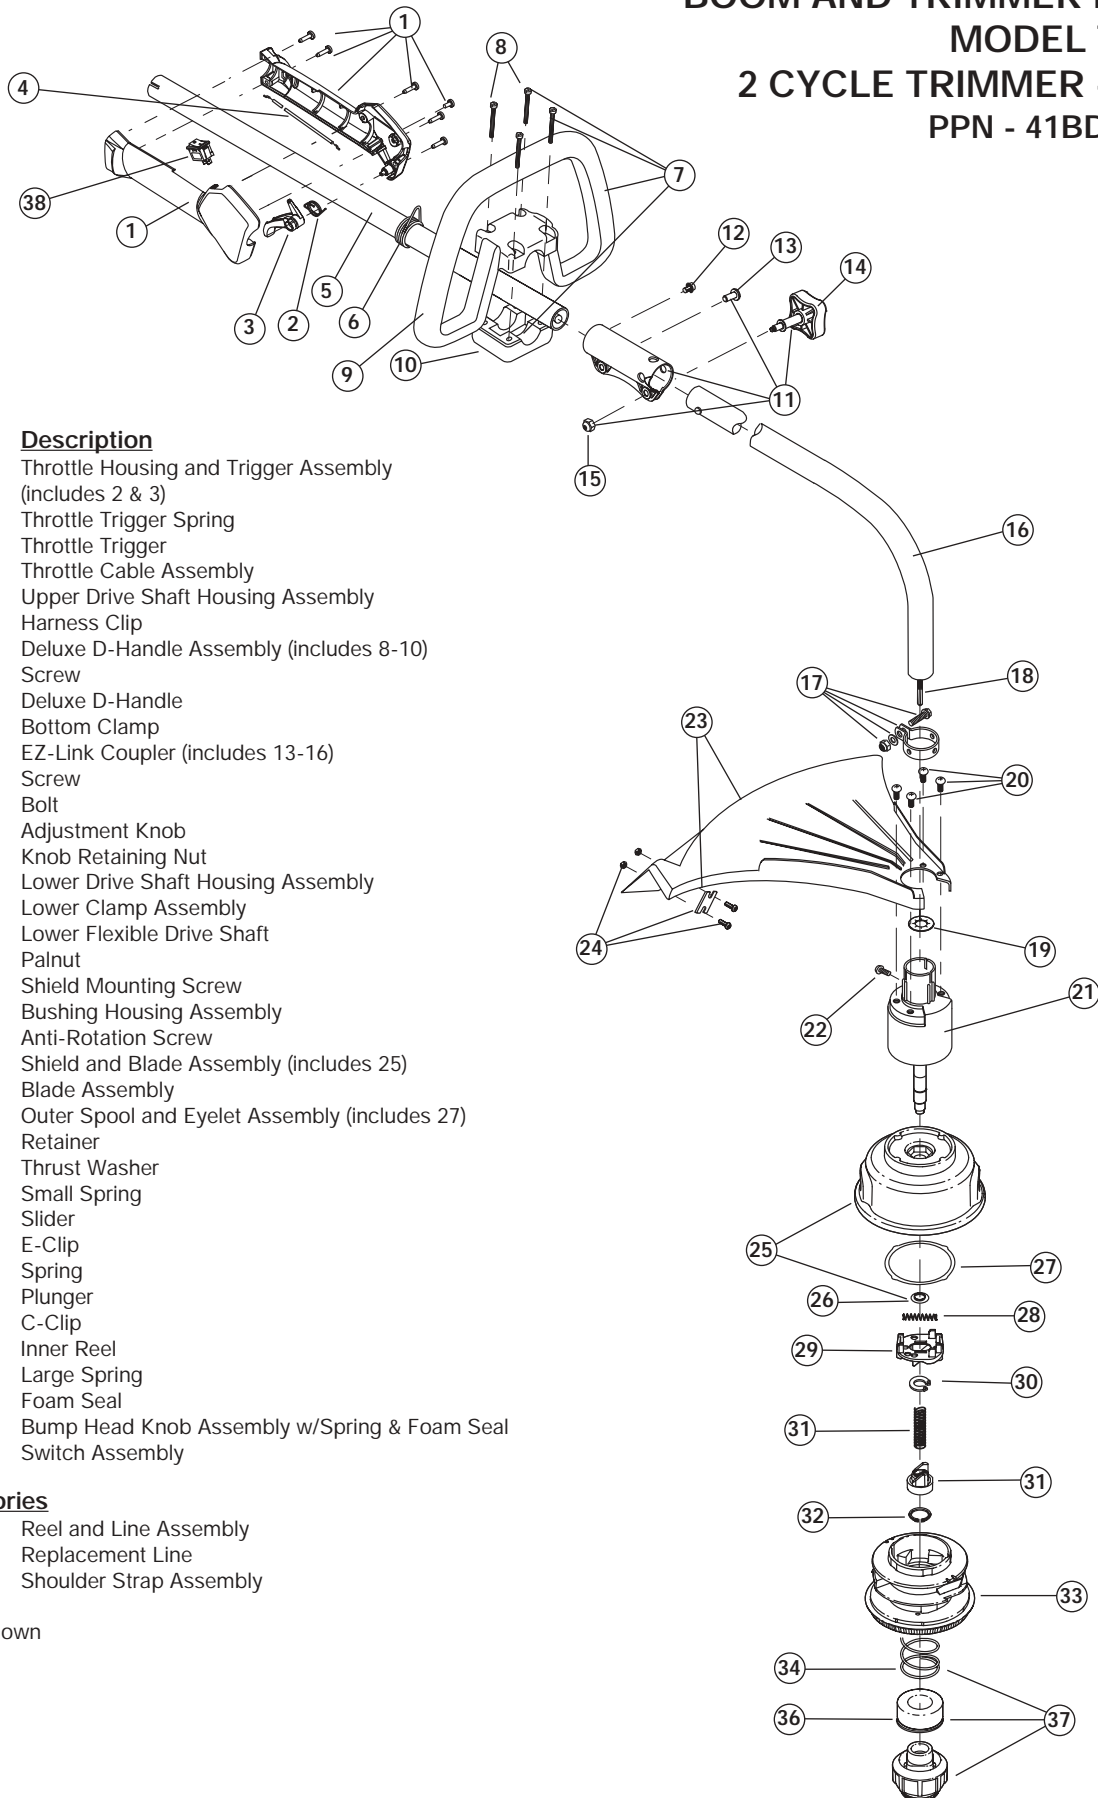 BOOM AND TRIMMER
MODEL
2 CYCLE TRIMMER
PPN - 41BD
1
8
4
7
38
1
12
13
14
3
2
5
6
9
10
11
15
16
17
18
23
20
24
19
22
21
25
27
26
28
29
30
31
31
32
33
34
36
37
Description
Throttle Housing and Trigger Assembly
(includes 2 & 3)
Throttle Trigger Spring
Throttle Trigger
Throttle Cable Assembly
Upper Drive Shaft Housing Assembly
Harness Clip
Deluxe D-Handle Assembly (includes 8-10)
Screw
Deluxe D-Handle
Bottom Clamp
EZ-Link Coupler (includes 13-16)
Screw
Bolt
Adjustment Knob
Knob Retaining Nut
Lower Drive Shaft Housing Assembly
Lower Clamp Assembly
Lower Flexible Drive Shaft
Palnut
Shield Mounting Screw
Bushing Housing Assembly
Anti-Rotation Screw
Shield and Blade Assembly (includes 25)
Blade Assembly
Outer Spool and Eyelet Assembly (includes 27)
Retainer
Thrust Washer
Small Spring
Slider
E-Clip
Spring
Plunger
C-Clip
Inner Reel
Large Spring
Foam Seal
Bump Head Knob Assembly w/Spring & Foam Seal
Switch Assembly
ories
Reel and Line Assembly
Replacement Line
Shoulder Strap Assembly
own